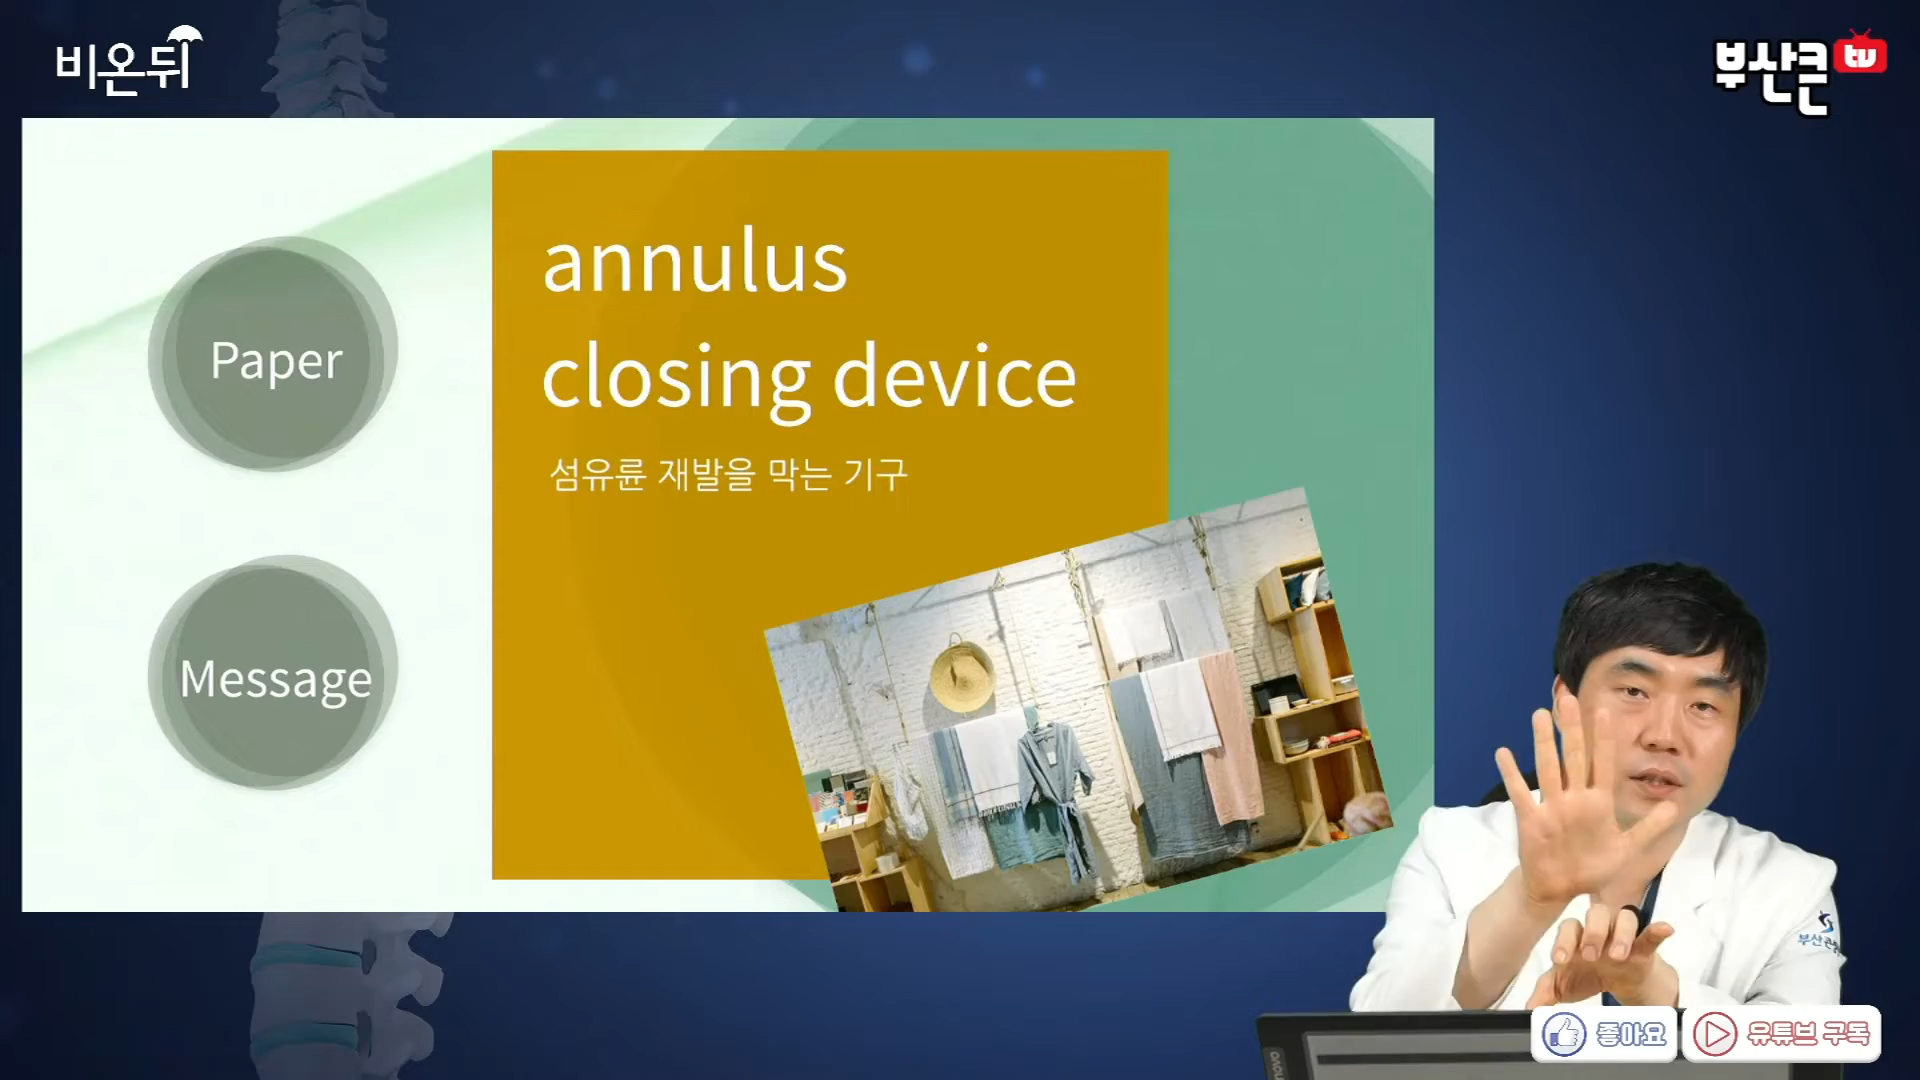 비온뒤
부산큰
tv
annulus
closing device
섬유륜 재발을 막는 기구
Paper
Message
좋아요
유튜브 구독